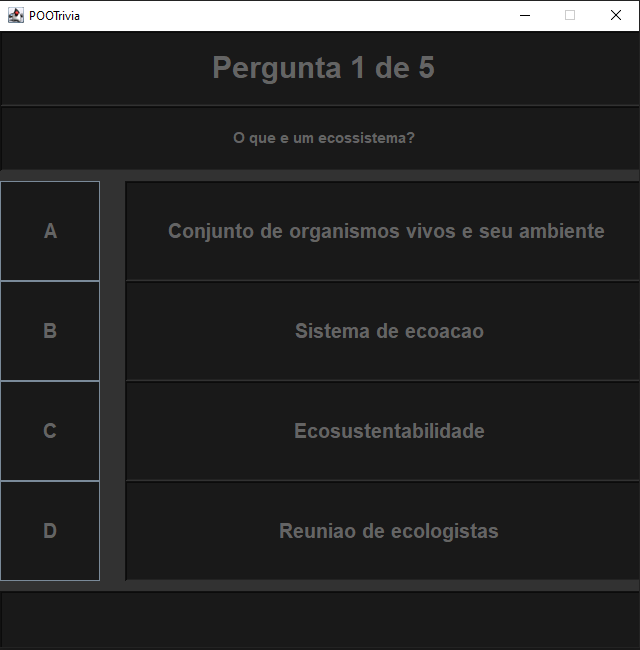 POOTrivia
Pergunta 1 de 5
O que e um ecossistema?
A
Conjunto de organismos vivos e seu ambiente
B
Sistema de ecoacao
C
Ecosustentabilidade
D
Reuniao de ecologistas